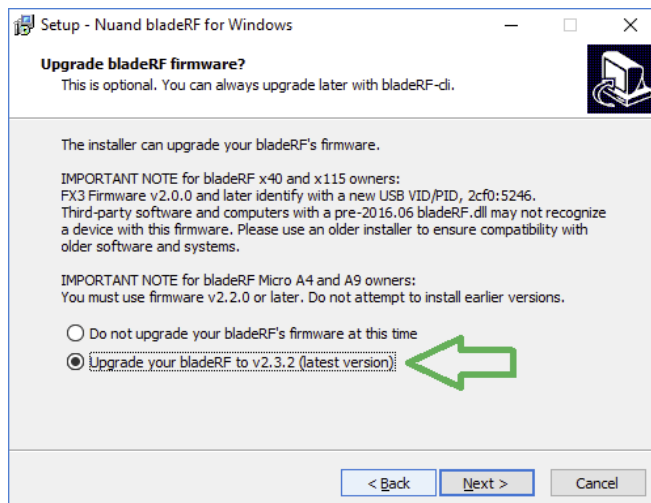 Setup - Nuand bladeRF for Windows
Upgrade bladeRF firmware?
This is optional. You can always upgrade later with bladeRF-cli.
The installer can upgrade your bladeRF's firmware.
IMPORTANT NOTE for bladeRF x40 and x115 owners:
FX3 Firmware v2.0.0 and later identify with a new USB VID/PID, 2cf0:5246.
Third-party software and computers with a pre-2016.06 bladeRF.dll may not recognize
a device with this firmware. Please use an older installer to ensure compatibility with
older software and systems.
IMPORTANT NOTE for bladeRF Micro A4 and A9 owners:
You must use firmware v2.2.0 or later. Do not attempt to install earlier versions.
Do not upgrade your bladeRF's firmware at this time
Upgrade your bladeRF to v2.3.2 (latest version)
< Back Next > Cancel